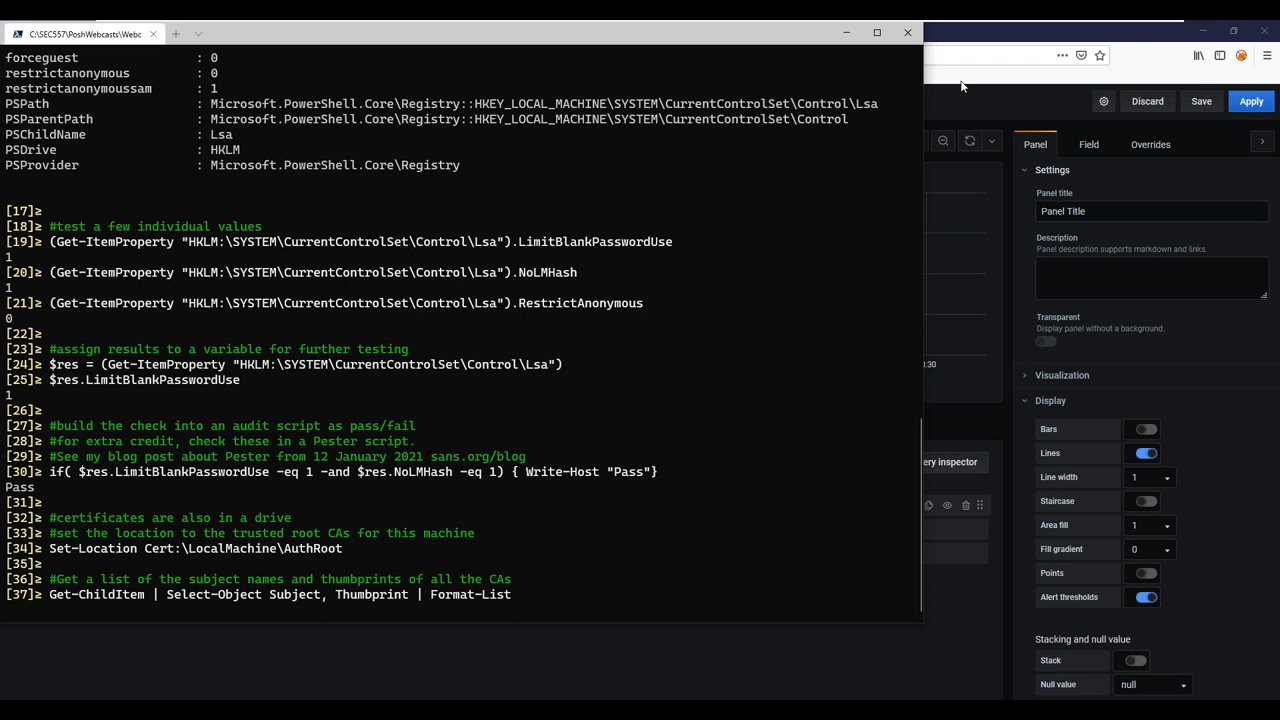 C:\SEC557\PoshWebcasts\Webc
forceguest : 0
restrictanonymous : 0
restrictanonymoussam : 1
PSPath : Microsoft.PowerShell.Core\Registry::HKEY_LOCAL_MACHINE\SYSTEM\CurrentControlSet\Control\Lsa
PSParentPath : Microsoft.PowerShell.Core\Registry::HKEY_LOCAL_MACHINE\SYSTEM\CurrentControlSet\Control
PSChildName : Lsa
PSDrive : HKLM
PSProvider : Microsoft.PowerShell.Core\Registry
[17]≥
[18]≥ #test a few individual values
[19]≥ (Get-ItemProperty "HKLM:\SYSTEM\CurrentControlSet\Control\Lsa").LimitBlankPasswordUse
1
[20]≥ (Get-ItemProperty "HKLM:\SYSTEM\CurrentControlSet\Control\Lsa").NoLMHash
1
[21]≥ (Get-ItemProperty "HKLM:\SYSTEM\CurrentControlSet\Control\Lsa").RestrictAnonymous
0
[22]≥
[23]≥ #assign results to a variable for further testing
[24]≥ $res = (Get-ItemProperty "HKLM:\SYSTEM\CurrentControlSet\Control\Lsa")
[25]≥ $res.LimitBlankPasswordUse
1
[26]≥
[27]≥ #build the check into an audit script as pass/fail
[28]≥ #for extra credit, check these in a Pester script.
[29]≥ #See my blog post about Pester from 12 January 2021 sans.org/blog
[30]≥ if( $res.LimitBlankPasswordUse -eq 1 -and $res.NoLMHash -eq 1) { Write-Host "Pass"}
Pass
[31]≥
[32]≥ #certificates are also in a drive
[33]≥ #set the location to the trusted root CAs for this machine
[34]≥ Set-Location Cert:\LocalMachine\AuthRoot
[35]≥
[36]≥ #Get a list of the subject names and thumbprints of all the CAs
[37]≥ Get-ChildItem | Select-Object Subject, Thumbprint | Format-List
:30
ery inspector
Discard
Save
Apply
Panel
Field
Overrides
Settings
Panel title
Panel Title
Description
Panel description supports markdown and links.
Transparent
Display panel without a background.
Visualization
Display
Bars
Lines
Line width 1
Staircase
Area fill 1
Fill gradient 0
Points
Alert thresholds
Stacking and null value
Stack
Null value null